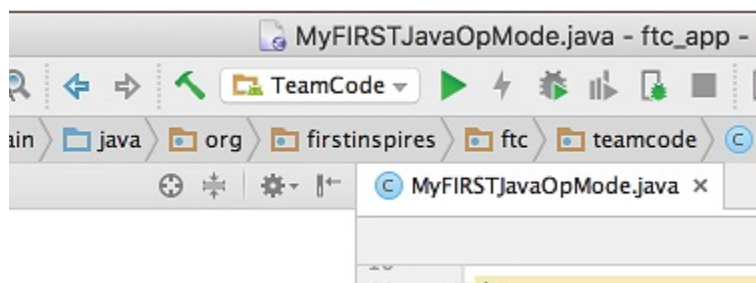 MyFIRSTJavaOpMode.java - ftc_app -
TeamCode
ain java org firstinspires ftc teamcode C
C MyFIRSTJavaOpMode.java ×